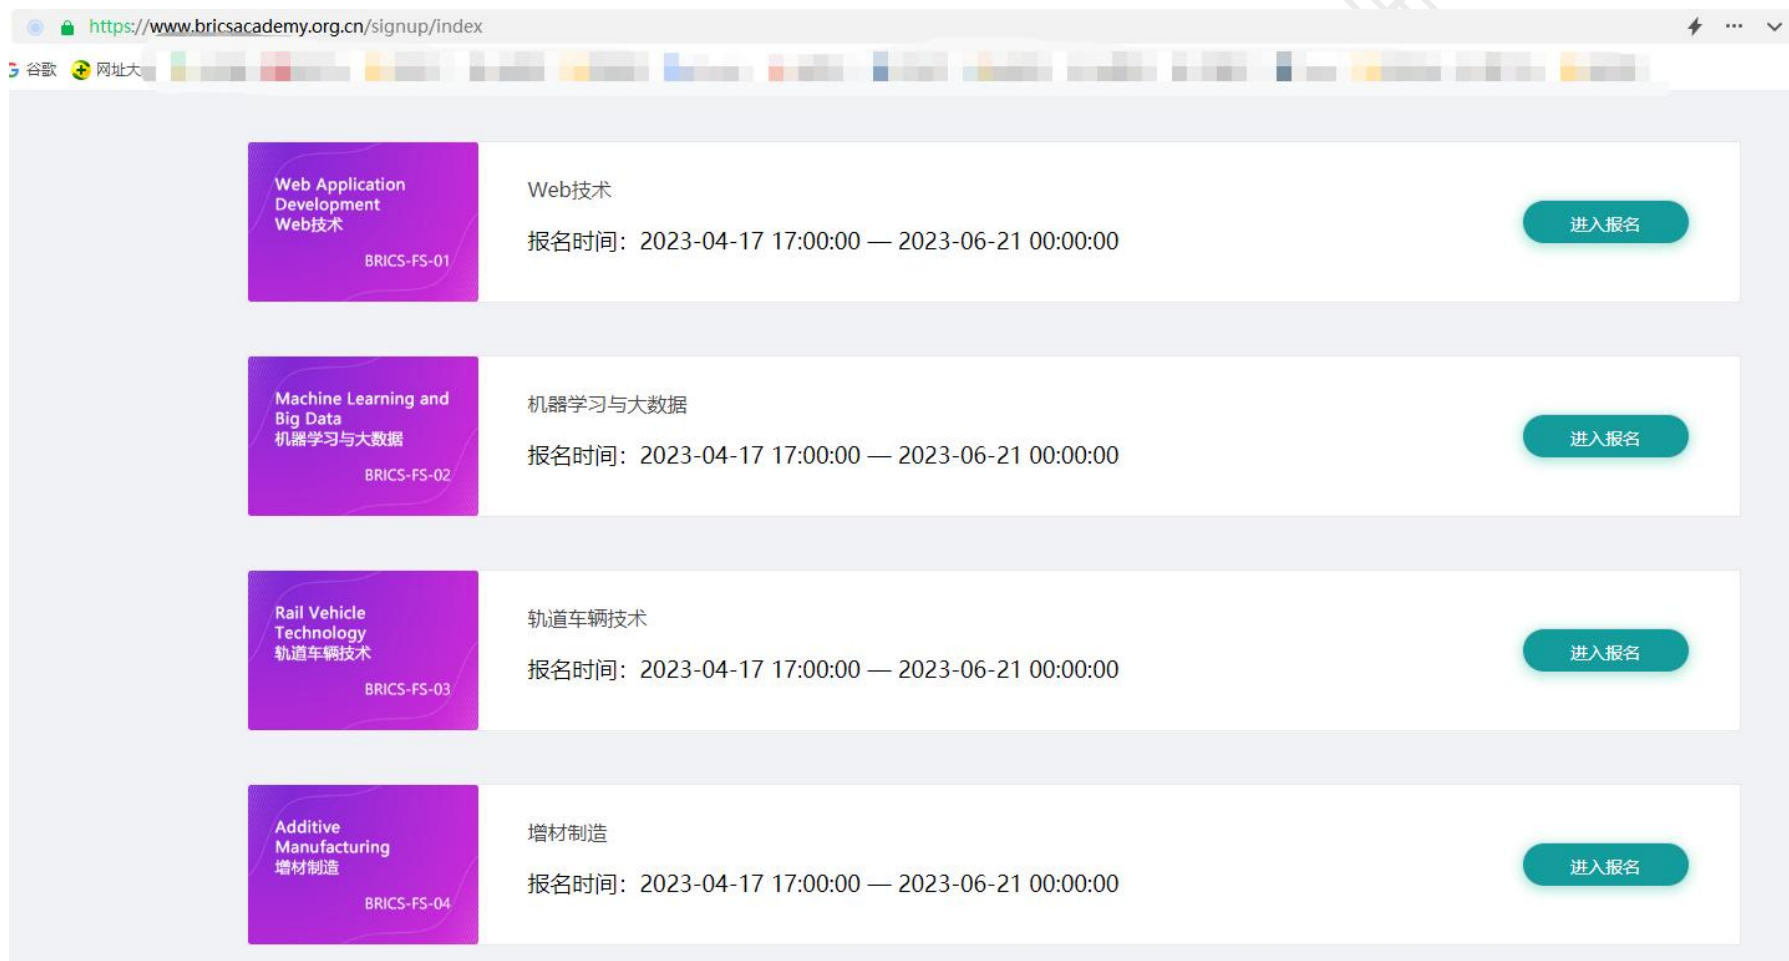 https://www.bricsacademy.org.cn/signup/index
谷歌 网址大
Web Application
Development
Web技术
BRICS-FS-01
Web技术
报名时间：2023-04-17 17:00:00 — 2023-06-21 00:00:00
进入报名
Machine Learning and
Big Data
机器学习与大数据
BRICS-FS-02
机器学习与大数据
报名时间：2023-04-17 17:00:00 — 2023-06-21 00:00:00
进入报名
Rail Vehicle
Technology
轨道车辆技术
BRICS-FS-03
轨道车辆技术
报名时间：2023-04-17 17:00:00 — 2023-06-21 00:00:00
进入报名
Additive
Manufacturing
增材制造
BRICS-FS-04
增材制造
报名时间：2023-04-17 17:00:00 — 2023-06-21 00:00:00
进入报名